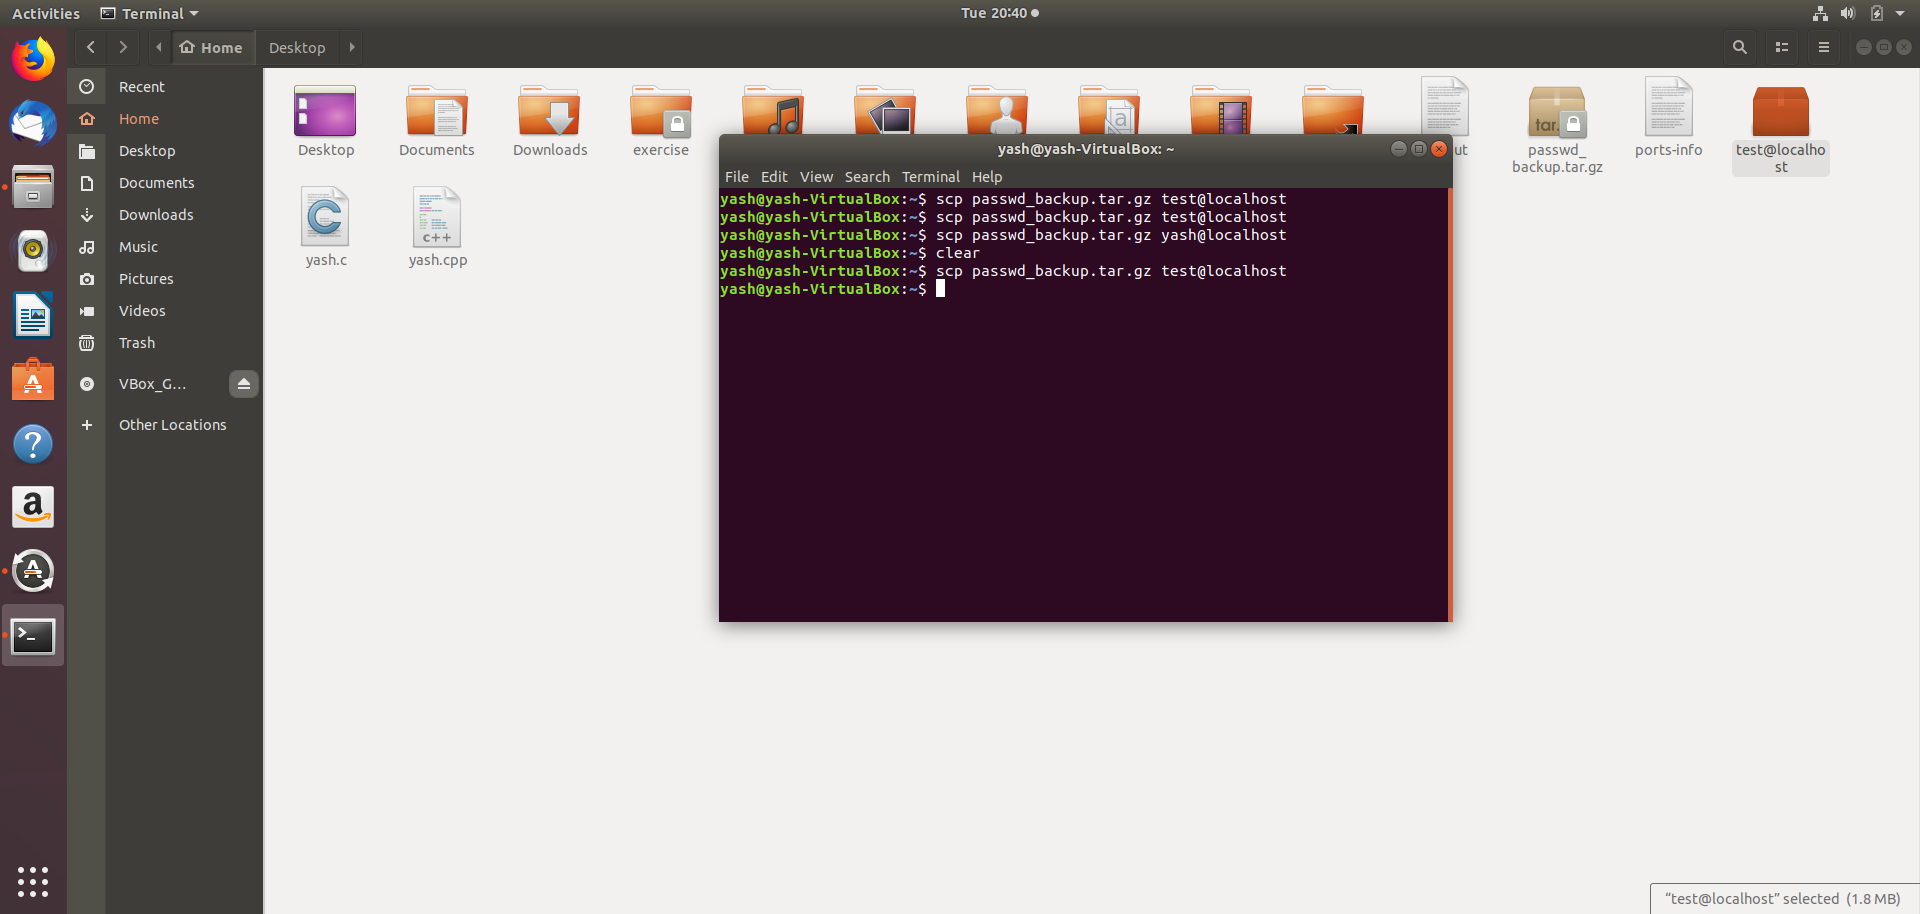 Activities Terminal Tue 20:40
Home Desktop
Recent
Home
Desktop
Documents
Downloads
Music
Pictures
Videos
Trash
VBox_G...
Other Locations
Desktop Documents Downloads exercise ut passwd_ ports-info test@localho
backup.tar.gz st
yash.c yash.cpp
tar.
C
c++
a
yash@yash-VirtualBox: ~
File Edit View Search Terminal Help
yash@yash-VirtualBox:~$ scp passwd_backup.tar.gz test@localhost
yash@yash-VirtualBox:~$ scp passwd_backup.tar.gz test@localhost
yash@yash-VirtualBox:~$ scp passwd_backup.tar.gz yash@localhost
yash@yash-VirtualBox:~$ clear
yash@yash-VirtualBox:~$ scp passwd_backup.tar.gz test@localhost
yash@yash-VirtualBox:~$
"test@localhost" selected (1.8 MB)